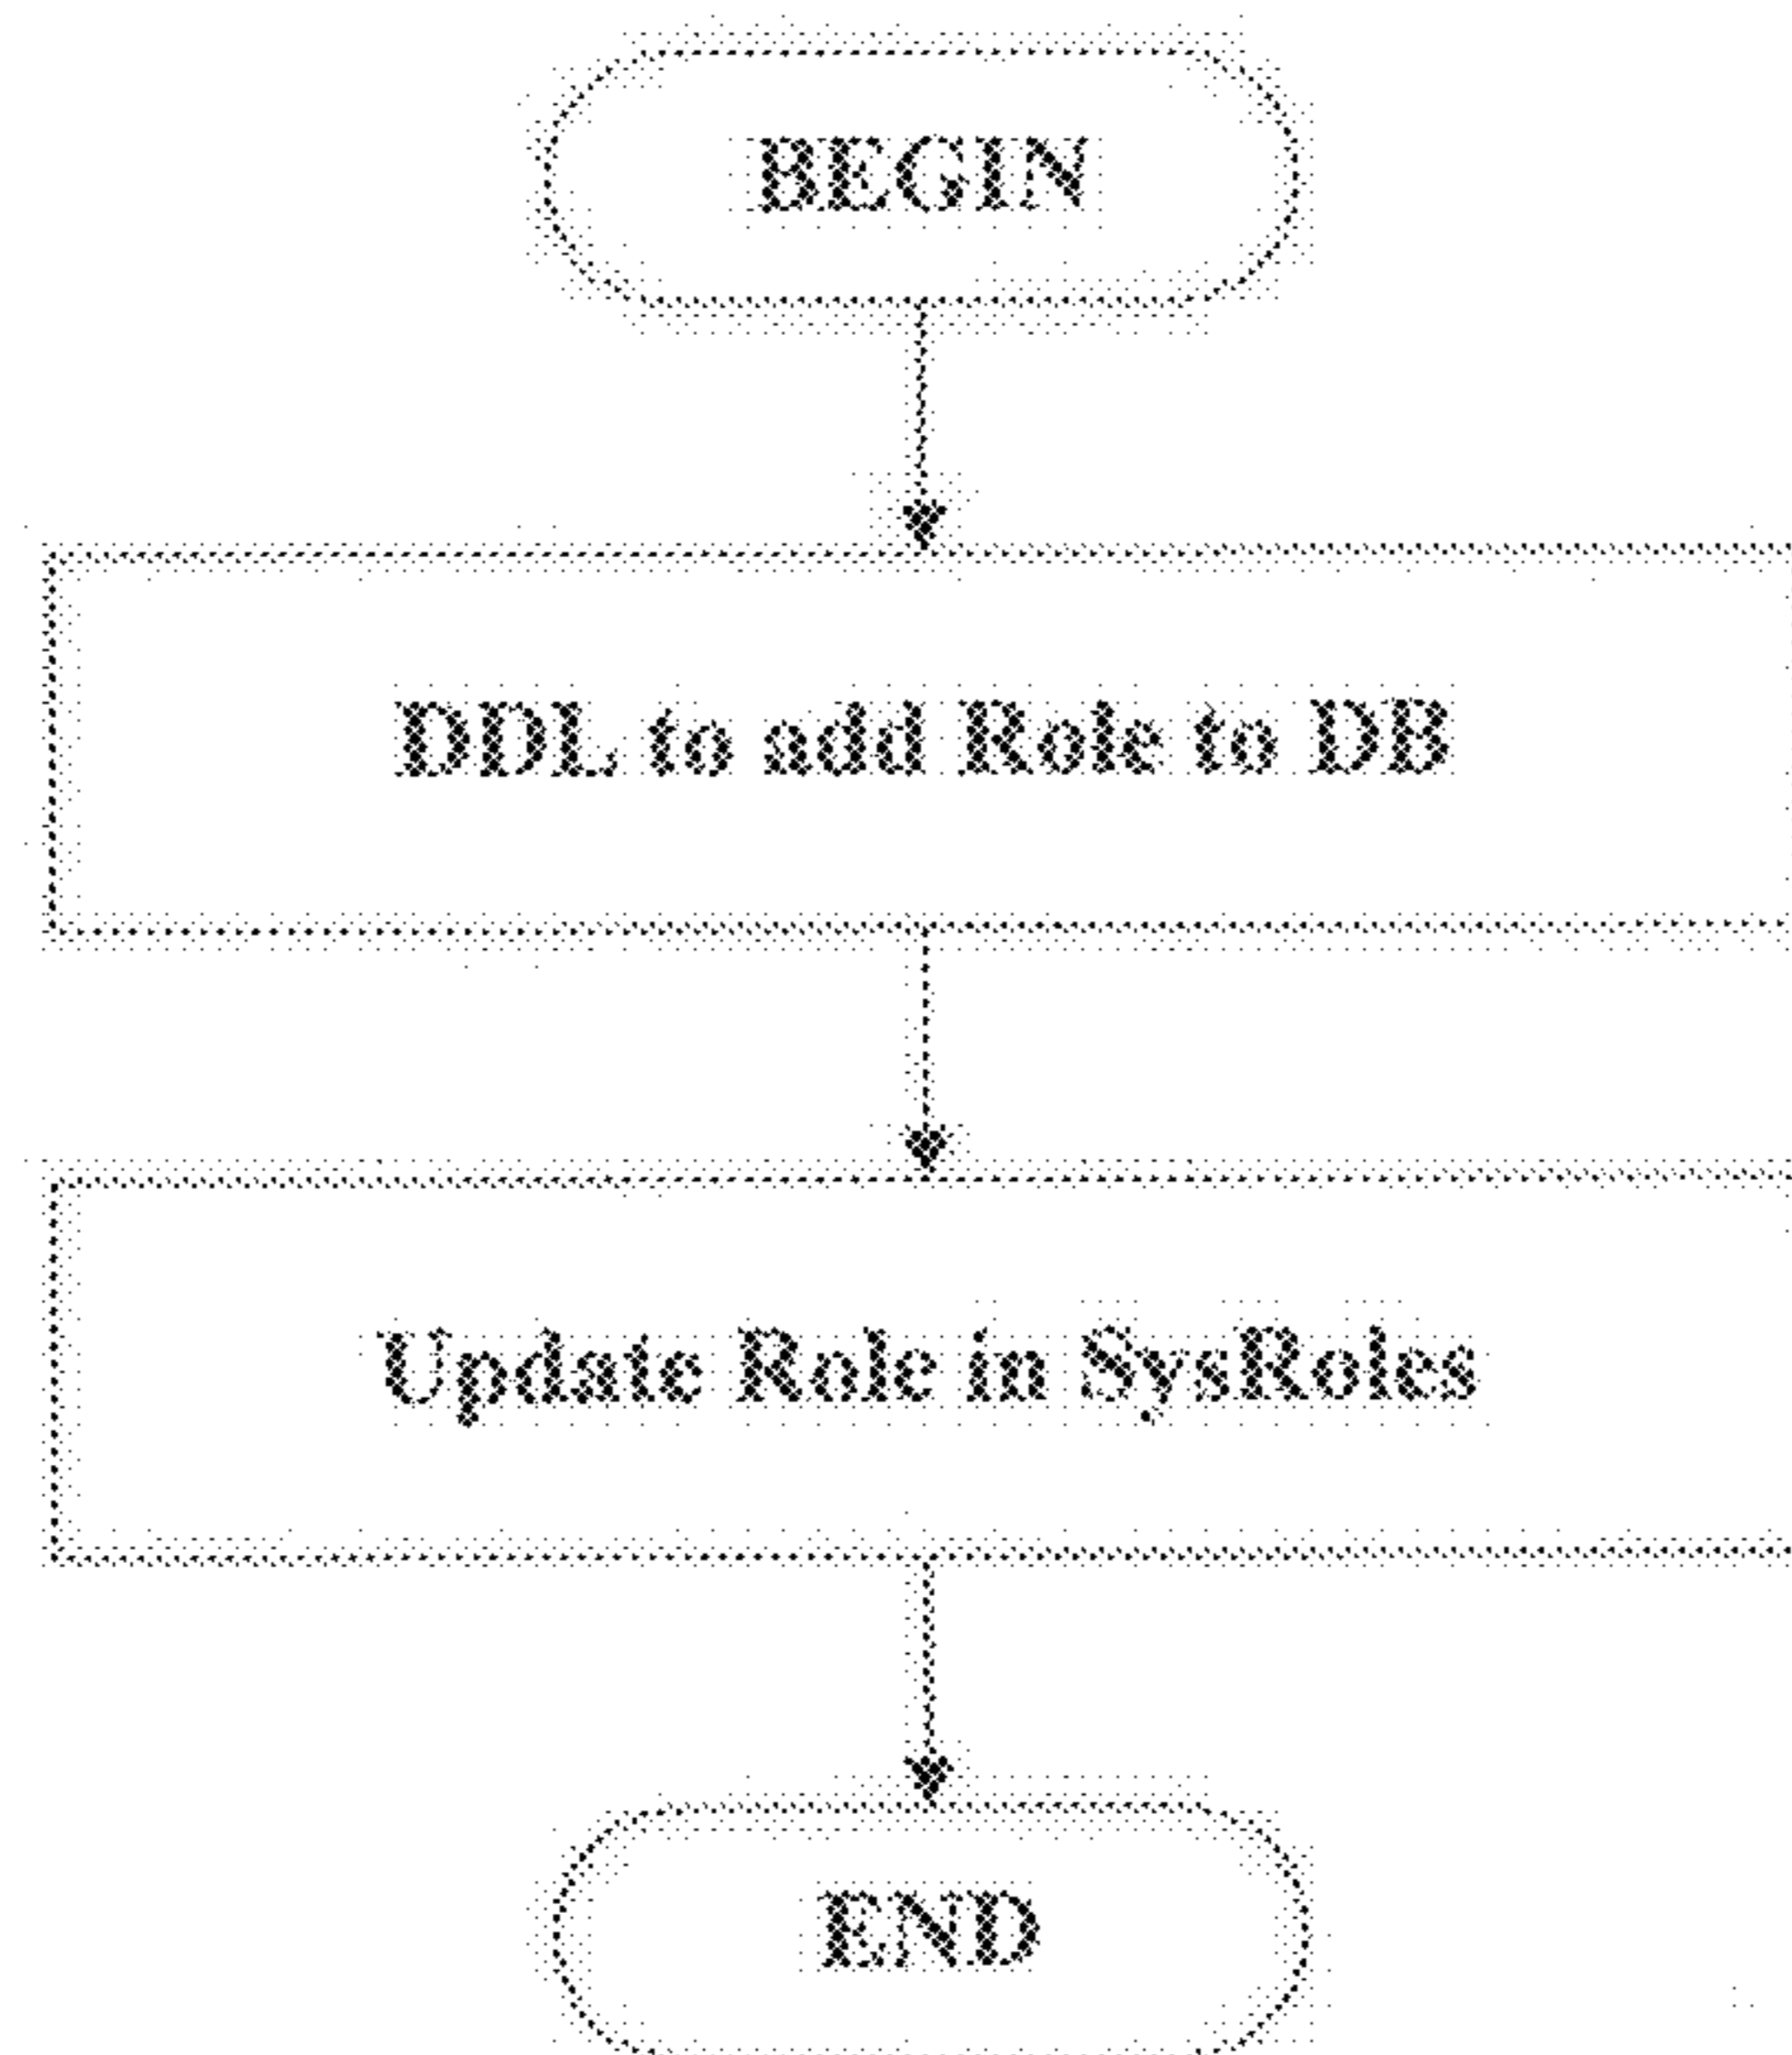 BEGIN
DDL to add Role to DB
Update Role in SysRoles
END